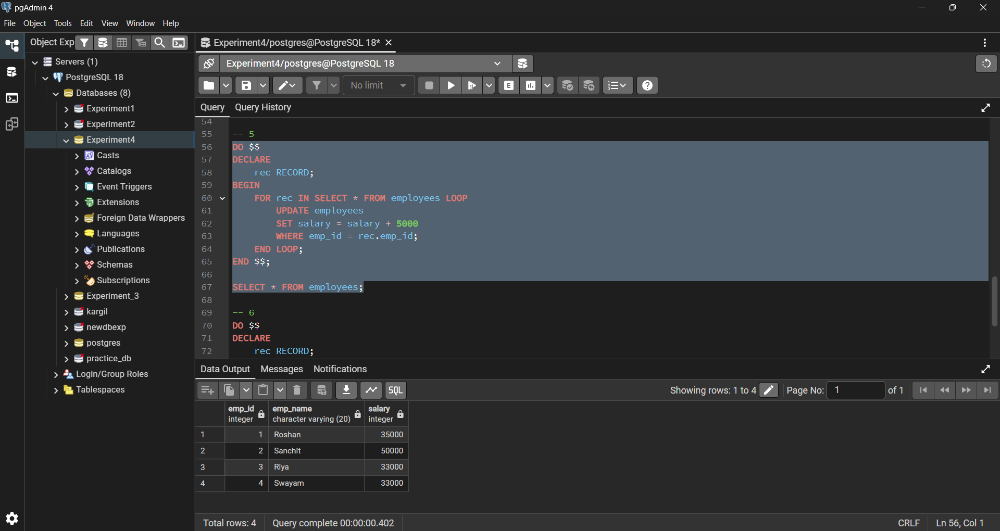 pgAdmin 4
File Object Tools Edit View Window Help
Object Exp
Experiment4/postgres@PostgreSQL 18*
Servers (1)
PostgreSQL 18
Databases (8)
Experiment1
Experiment2
Experiment4
Casts
Catalogs
Event Triggers
Extensions
Foreign Data Wrappers
Languages
Publications
Schemas
Subscriptions
Experiment_3
kargil
newdbexp
postgres
practice_db
Login/Group Roles
Tablespaces
Experiment4/postgres@PostgreSQL 18
No limit
E
Query Query History
54
55 -- 5
56 DO $$
57 DECLARE
58 rec RECORD;
59 BEGIN
60 FOR rec IN SELECT * FROM employees LOOP
61 UPDATE employees
62 SET salary = salary + 5000
63 WHERE emp_id = rec.emp_id;
64 END LOOP;
65 END $$;
66
67 SELECT * FROM employees;
68
69 -- 6
70 DO $$
71 DECLARE
72 rec RECORD;
Data Output Messages Notifications
SQL
Showing rows: 1 to 4 Page No: 1 of 1
emp_id emp_name salary
integer character varying (20) integer
1 1 Roshan 35000
2 2 Sanchit 50000
3 3 Riya 33000
4 4 Swayam 33000
Total rows: 4 Query complete 00:00:00.402 CRLF Ln 56, Col 1